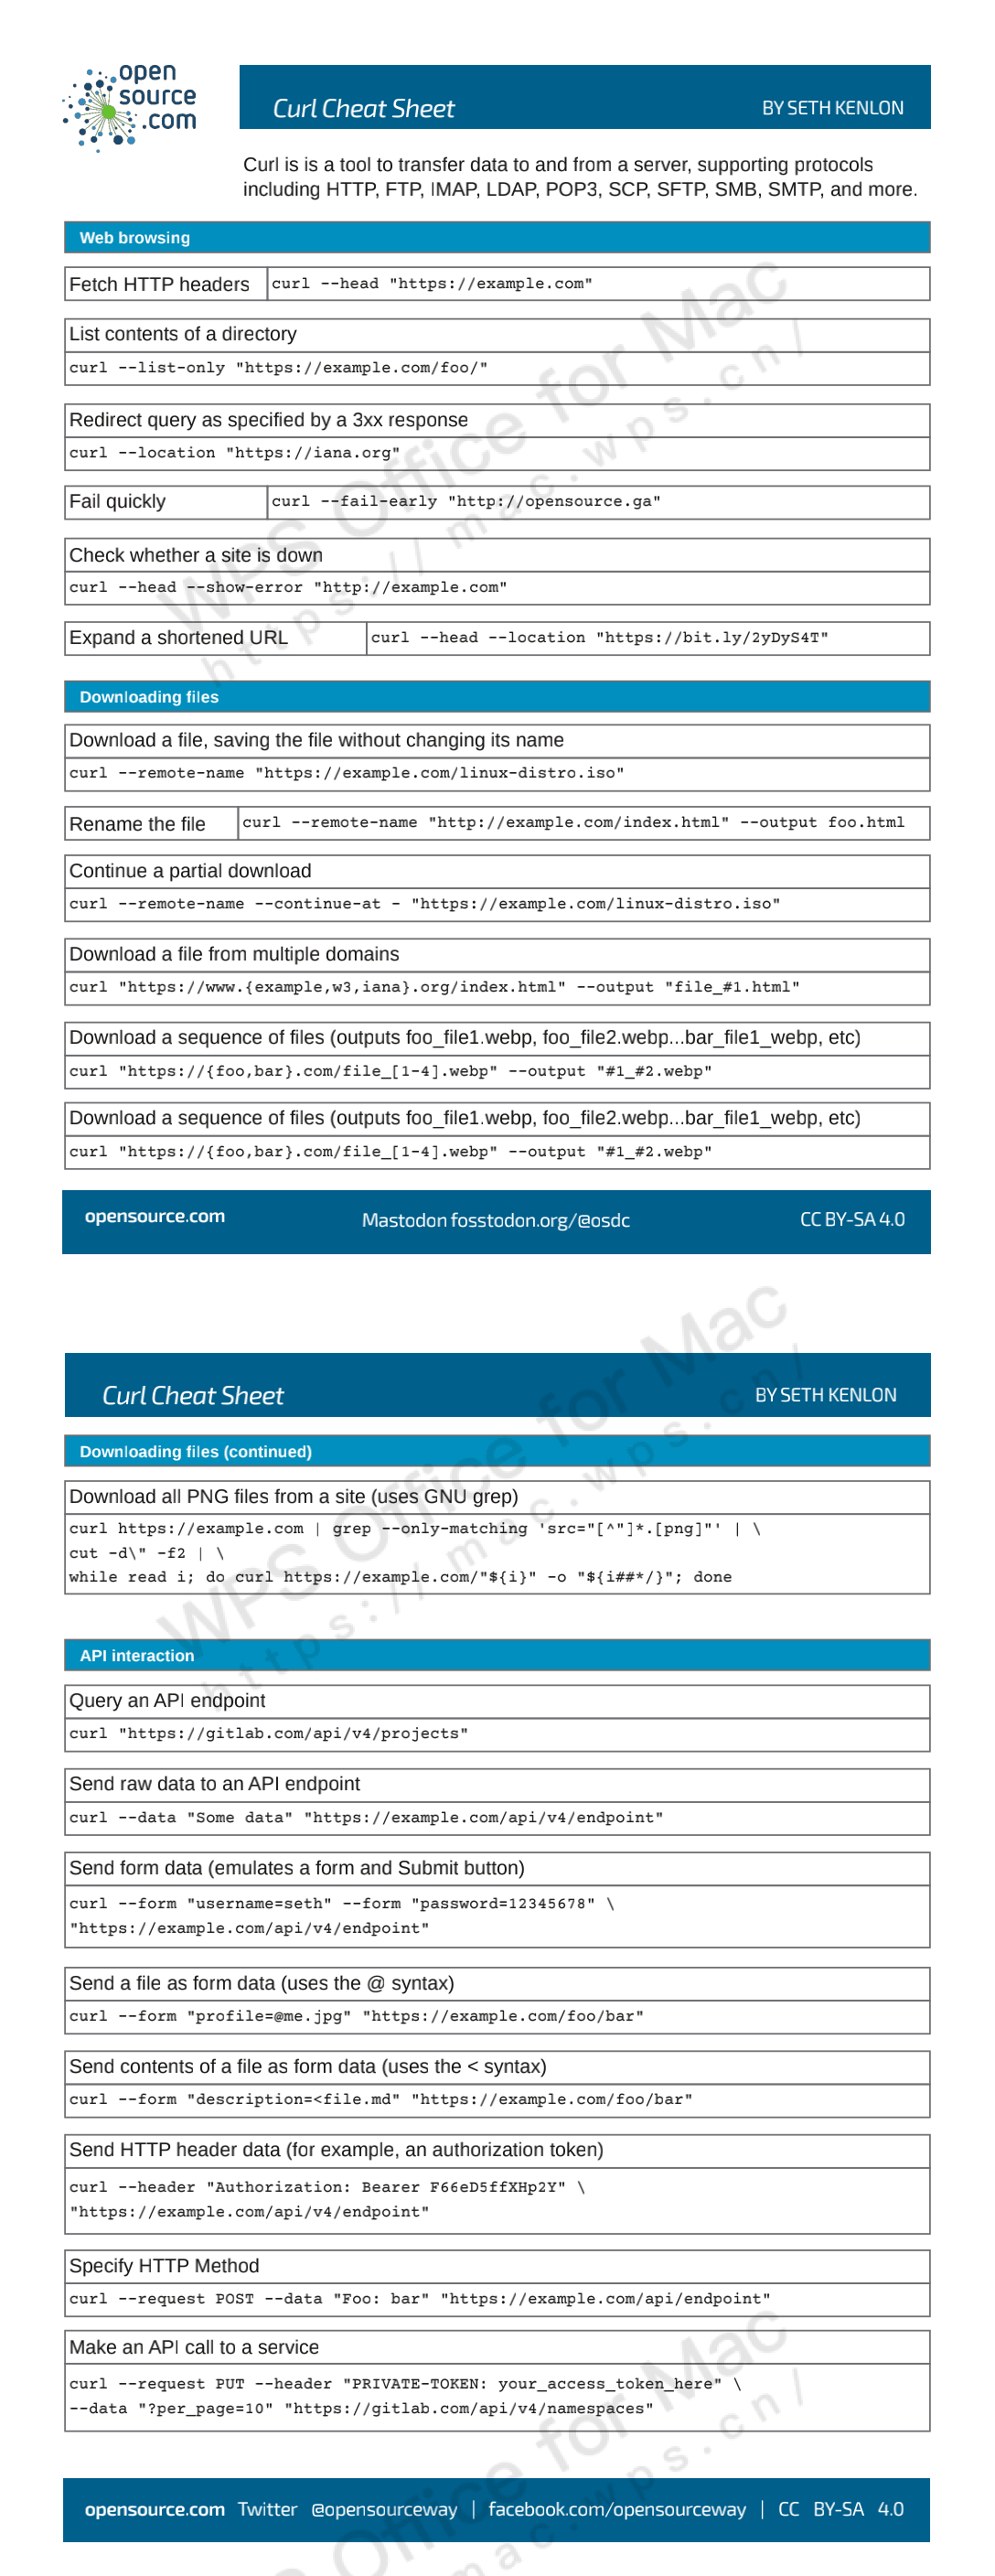 open
source
.com
Curl Cheat Sheet BY SETH KENLON
Curl is is a tool to transfer data to and from a server, supporting protocols
including HTTP, FTP, IMAP, LDAP, POP3, SCP, SFTP, SMB, SMTP, and more.
Web browsing
Fetch HTTP headers curl --head "https://example.com"
List contents of a directory
curl --list-only "https://example.com/foo/"
Redirect query as specified by a 3xx response
curl --location "https://iana.org"
Fail quickly curl --fail-early "http://opensource.ga"
Check whether a site is down
curl --head --show-error "http://example.com"
Expand a shortened URL curl --head --location "https://bit.ly/2yDyS4T"
WPS Office for Mac
https://mac.wps.cn/
Downloading files
Download a file, saving the file without changing its name
curl --remote-name "https://example.com/linux-distro.iso"
Rename the file curl --remote-name "http://example.com/index.html" --output foo.html
Continue a partial download
curl --remote-name --continue-at - "https://example.com/linux-distro.iso"
Download a file from multiple domains
curl "https://www.{example,w3,iana}.org/index.html" --output "file_#1.html"
Download a sequence of files (outputs foo_file1.webp, foo_file2.webp...bar_file1_webp, etc)
curl "https://{foo,bar}.com/file_[1-4].webp" --output "#1_#2.webp"
Download a sequence of files (outputs foo_file1.webp, foo_file2.webp...bar_file1_webp, etc)
curl "https://{foo,bar}.com/file_[1-4].webp" --output "#1_#2.webp"
opensource.com Mastodon fosstodon.org/@osdc CC BY-SA 4.0
Curl Cheat Sheet BY SETH KENLON
Downloading files (continued)
Download all PNG files from a site (uses GNU grep)
curl https://example.com | grep --only-matching 'src="[^"]*.[png]"' | \
cut -d\" -f2 | \
while read i; do curl https://example.com/"${i}" -o "${i##*/}"; done
WPS Office for Mac
https://mac.wps.cn/
API interaction
Query an API endpoint
curl "https://gitlab.com/api/v4/projects"
Send raw data to an API endpoint
curl --data "Some data" "https://example.com/api/v4/endpoint"
Send form data (emulates a form and Submit button)
curl --form "username=seth" --form "password=12345678" \
"https://example.com/api/v4/endpoint"
Send a file as form data (uses the @ syntax)
curl --form "profile=@me.jpg" "https://example.com/foo/bar"
Send contents of a file as form data (uses the < syntax)
curl --form "description=<file.md" "https://example.com/foo/bar"
Send HTTP header data (for example, an authorization token)
curl --header "Authorization: Bearer F66eD5ffXHp2Y" \
"https://example.com/api/v4/endpoint"
Specify HTTP Method
curl --request POST --data "Foo: bar" "https://example.com/api/endpoint"
Make an API call to a service
curl --request PUT --header "PRIVATE-TOKEN: your_access_token_here" \
--data "?per_page=10" "https://gitlab.com/api/v4/namespaces"
opensource.com Twitter @opensourceway | facebook.com/opensourceway | CC BY-SA 4.0
Office for Mac
mac.wps.cn/